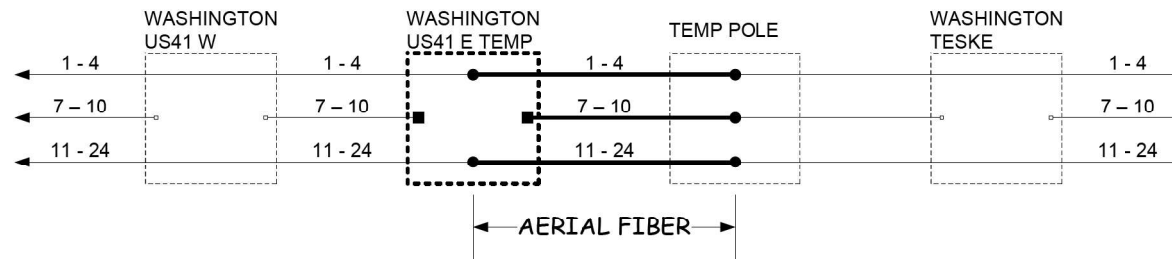 WASHINGTON
US41 W
WASHINGTON
US41 E TEMP
TEMP POLE
WASHINGTON
TESKE
1 - 4
1 - 4
1 - 4
1 - 4
7 – 10
7 – 10
7 – 10
7 – 10
11 - 24
11 - 24
11 - 24
11 - 24
AERIAL FIBER